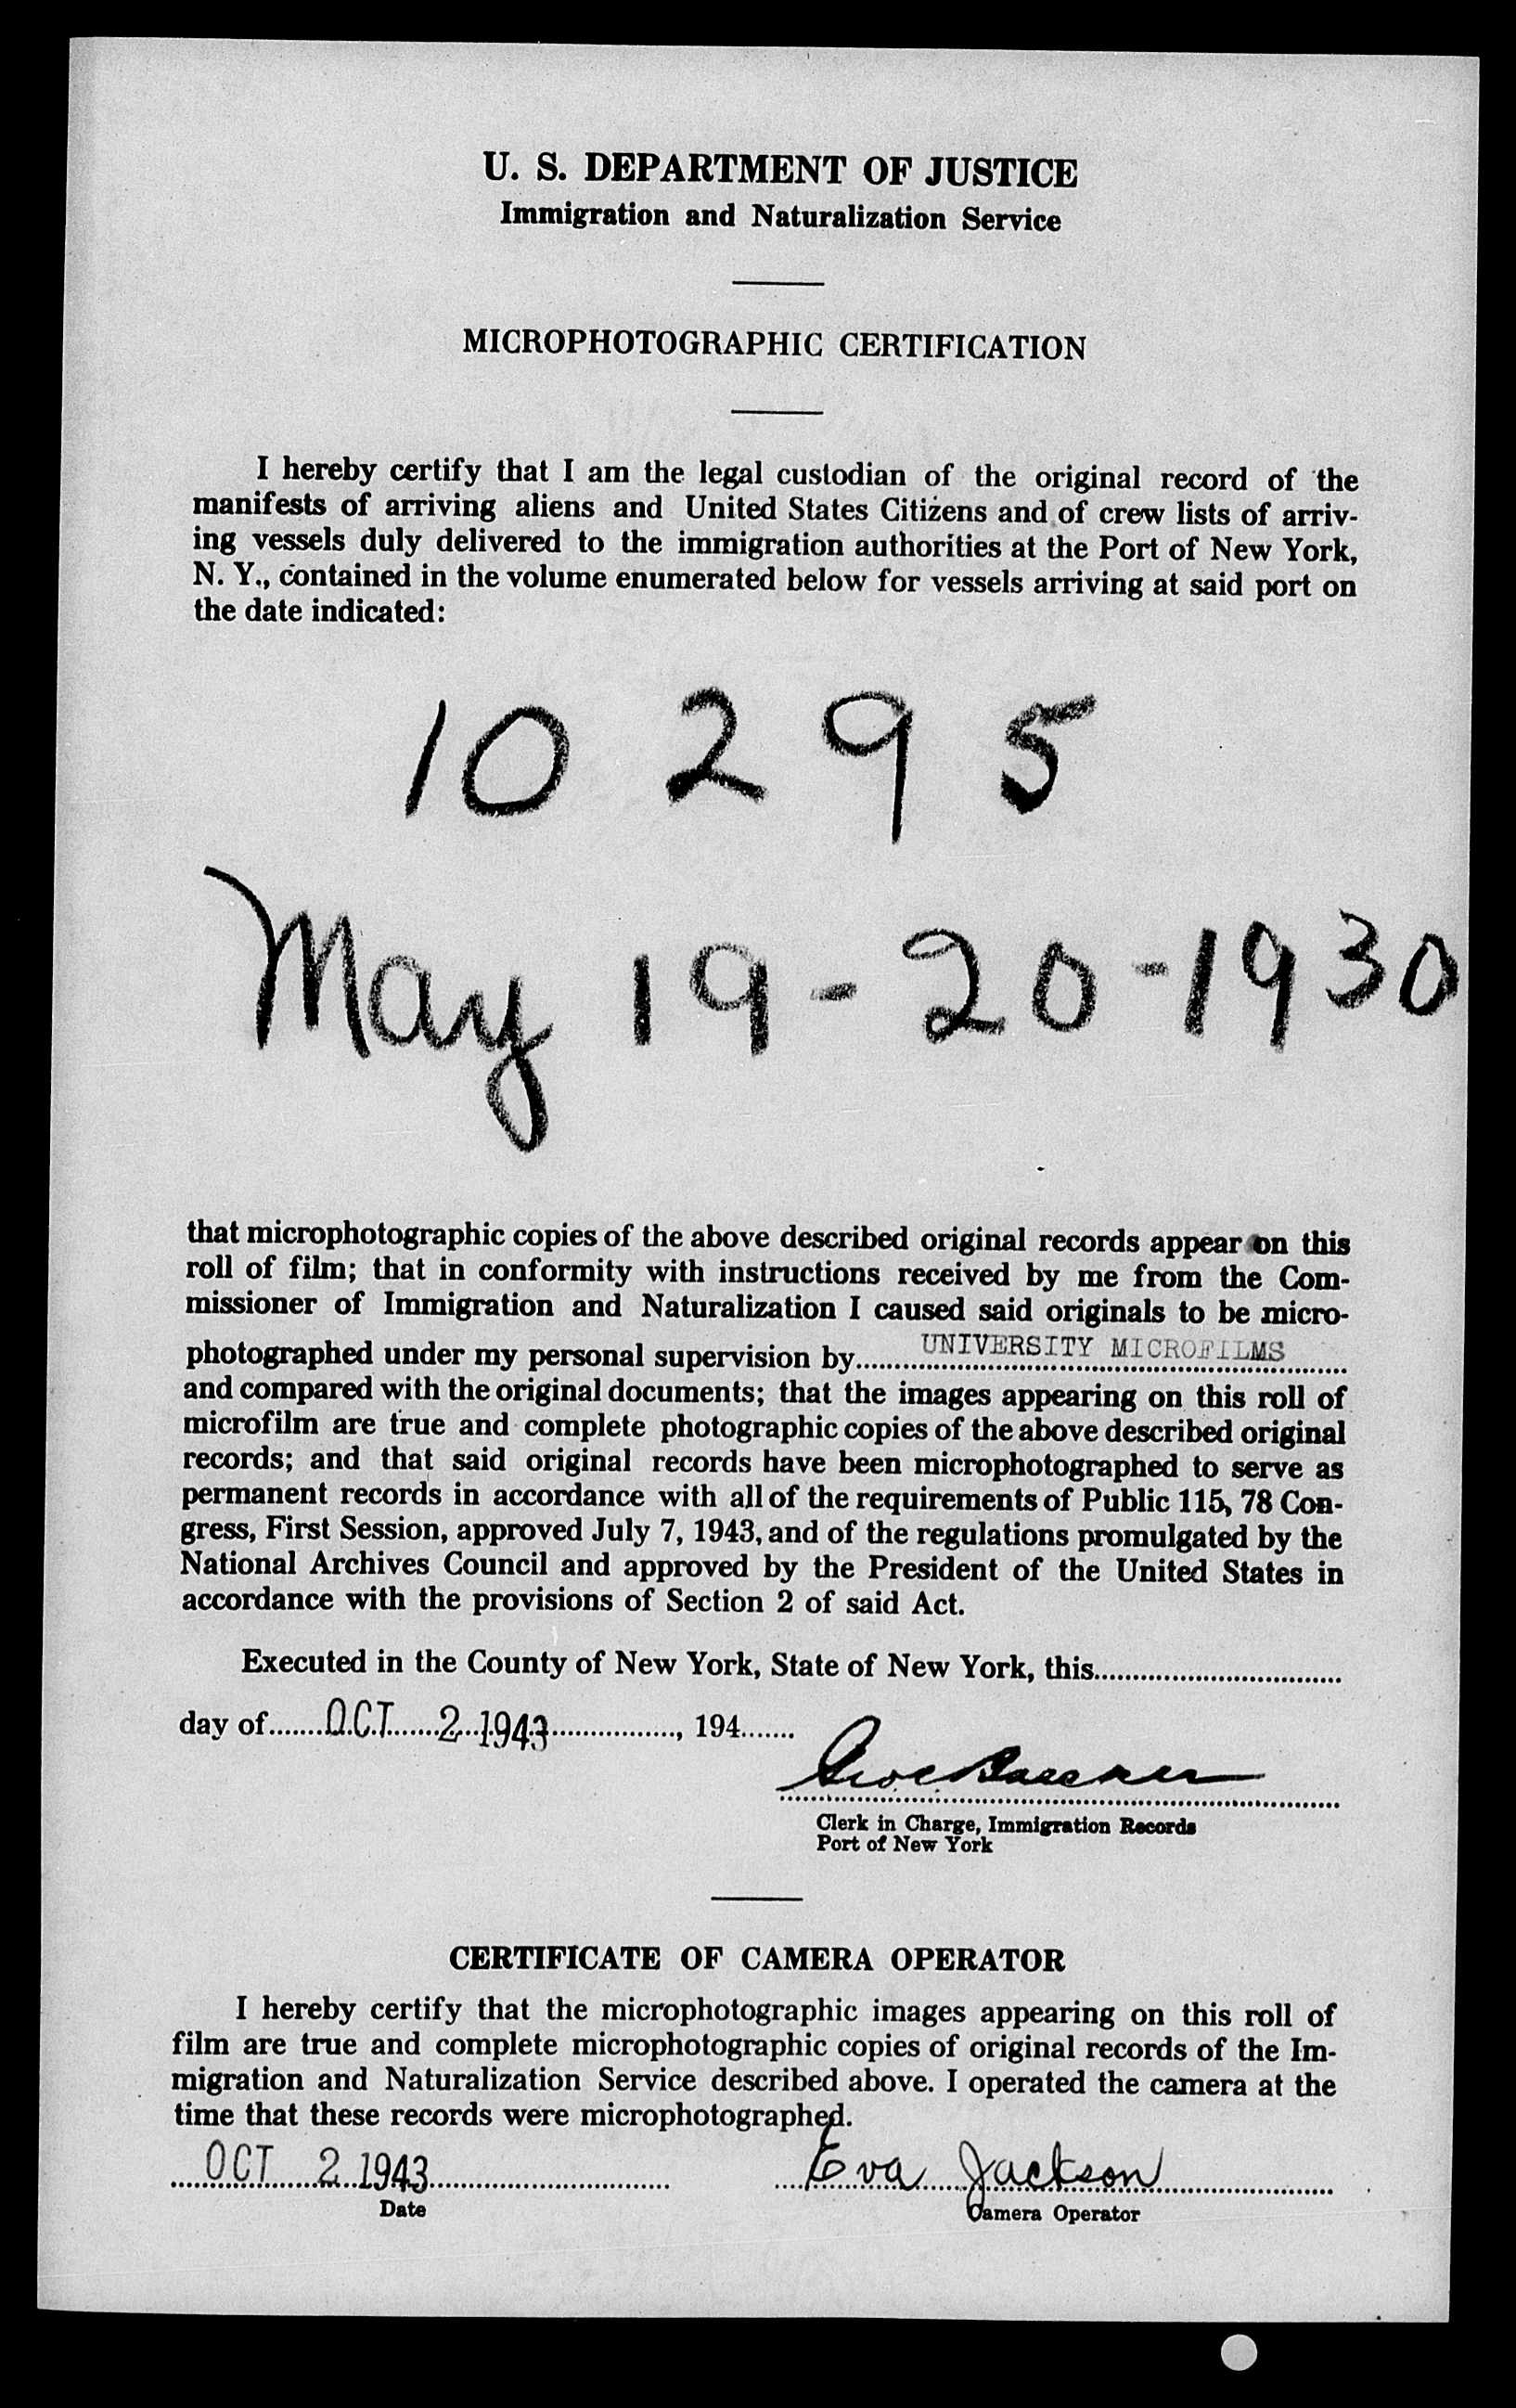 U. S. DEPARTMENT OF JUSTICE
Immigration and Naturalization Service
MICROPHOTOGRAPHIC CERTIFICATION
I hereby certify that I am the legal custodian of the original record of the
manifests of arriving aliens and United States Citizens and of crew lists of arriv-
ing vessels duly delivered to the immigration authorities at the Port of New York,
N. Y., contained in the volume enumerated below for vessels arriving at said port on
the date indicated:
10295
May 19-20-1930
that microphotographic copies of the above described original records appear on this
roll of film; that in conformity with instructions received by me from the Com-
missioner of Immigration and Naturalization I caused said originals to be micro-
photographed under my personal supervision by UNIVERSITY MICROFILMS
and compared with the original documents; that the images appearing on this roll of
microfilm are true and complete photographic copies of the above described original
records; and that said original records have been microphotographed to serve as
permanent records in accordance with all of the requirements of Public 115, 78 Con-
gress, First Session, approved July 7, 1943, and of the regulations promulgated by the
National Archives Council and approved by the President of the United States in
accordance with the provisions of Section 2 of said Act.
Executed in the County of New York, State of New York, this
day of OCT 2 1943, 194
Clerk in Charge, Immigration Records
Port of New York
CERTIFICATE OF CAMERA OPERATOR
I hereby certify that the microphotographic images appearing on this roll of
film are true and complete microphotographic copies of original records of the Im-
migration and Naturalization Service described above. I operated the camera at the
time that these records were microphotographed.
OCT 2 1943 Eva Jackson
Date Camera Operator